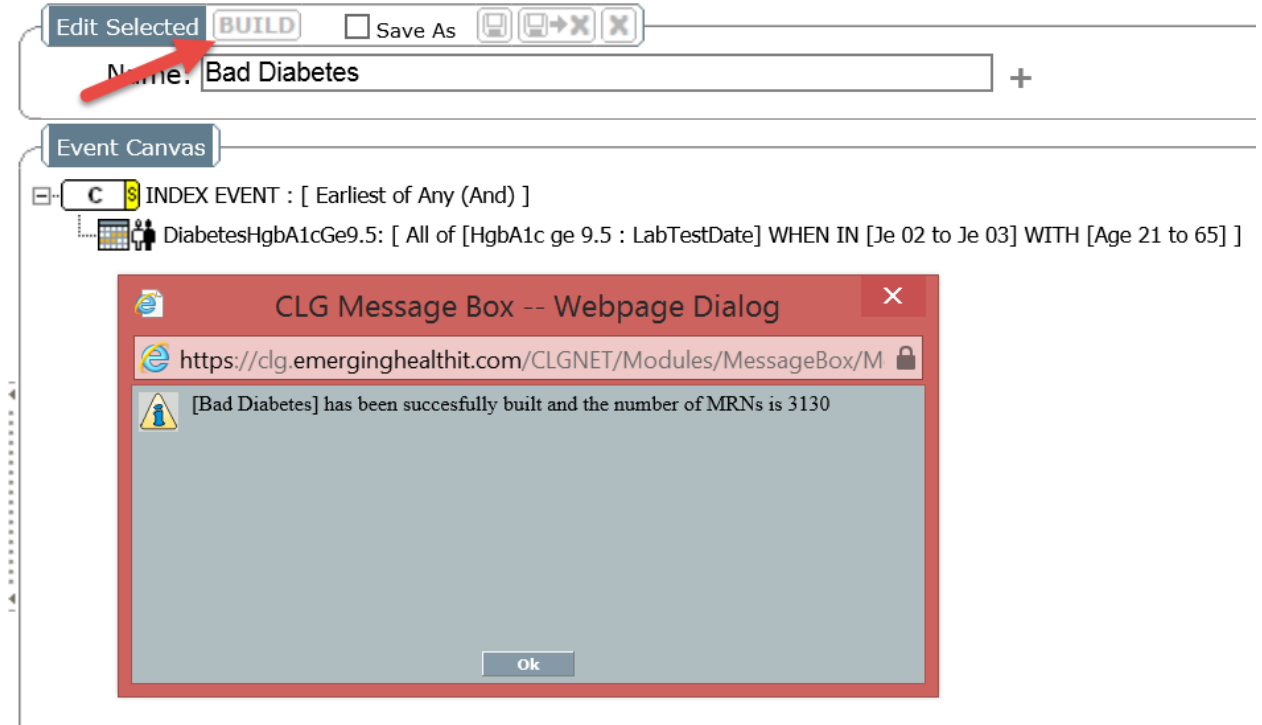 Edit Selected BUILD Save As
Name: Bad Diabetes +
Event Canvas
C S INDEX EVENT : [ Earliest of Any (And) ]
DiabetesHgbA1cGe9.5: [ All of [HgbA1c ge 9.5 : LabTestDate] WHEN IN [Je 02 to Je 03] WITH [Age 21 to 65] ]
CLG Message Box -- Webpage Dialog
https://clg.emerginghealthit.com/CLGNET/Modules/MessageBox/M
[Bad Diabetes] has been succesfully built and the number of MRNs is 3130
Ok